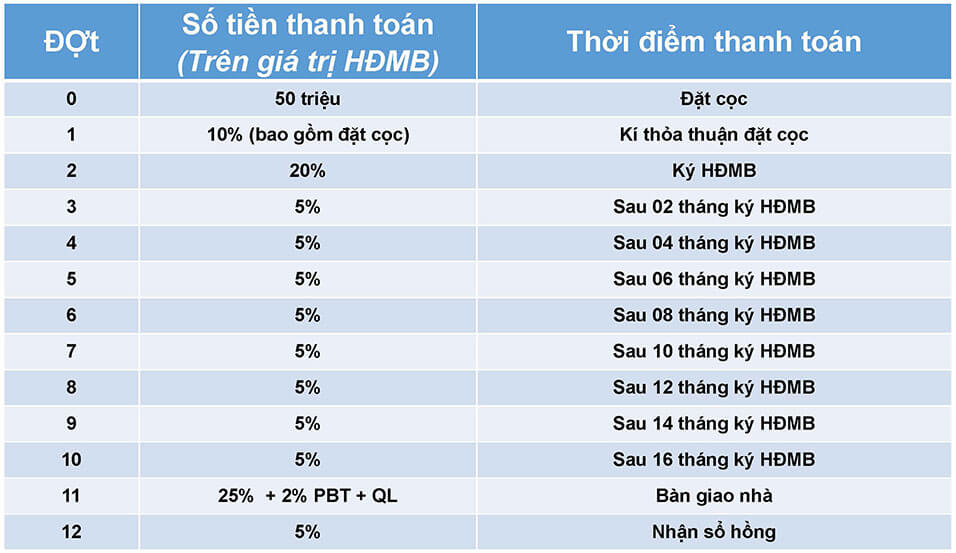 ĐỢt Số tiền thanh toán (Trên giá trị HĐMB) Thời điểm thanh toán
0 50 triệu Đặt cọc
1 10% (bao gồm đặt cọc) Kí thỏa thuận đặt cọc
2 20% Ký HĐMB
3 5% Sau 02 tháng ký HĐMB
4 5% Sau 04 tháng ký HĐMB
5 5% Sau 06 tháng ký HĐMB
6 5% Sau 08 tháng ký HĐMB
7 5% Sau 10 tháng ký HĐMB
8 5% Sau 12 tháng ký HĐMB
9 5% Sau 14 tháng ký HĐMB
10 5% Sau 16 tháng ký HĐMB
11 25% + 2% PBT + QL Bàn giao nhà
12 5% Nhận sổ hồng